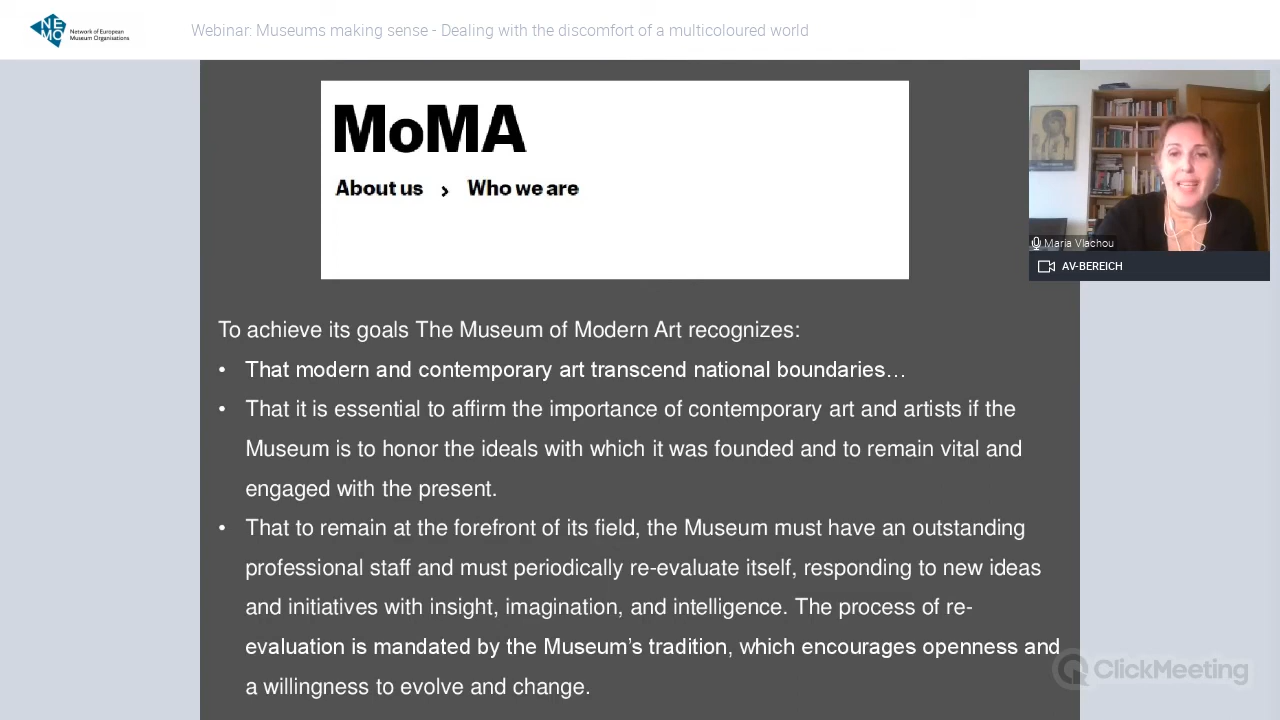 NE
MO
Network of European
Museum Organisations
Webinar: Museums making sense - Dealing with the discomfort of a multicoloured world
MoMA
About us › Who we are
Maria Vlachou
AV-BEREICH
To achieve its goals The Museum of Modern Art recognizes:
• That modern and contemporary art transcend national boundaries…
• That it is essential to affirm the importance of contemporary art and artists if the
Museum is to honor the ideals with which it was founded and to remain vital and
engaged with the present.
• That to remain at the forefront of its field, the Museum must have an outstanding
professional staff and must periodically re-evaluate itself, responding to new ideas
and initiatives with insight, imagination, and intelligence. The process of re-
evaluation is mandated by the Museum’s tradition, which encourages openness and
a willingness to evolve and change.
ClickMeeting